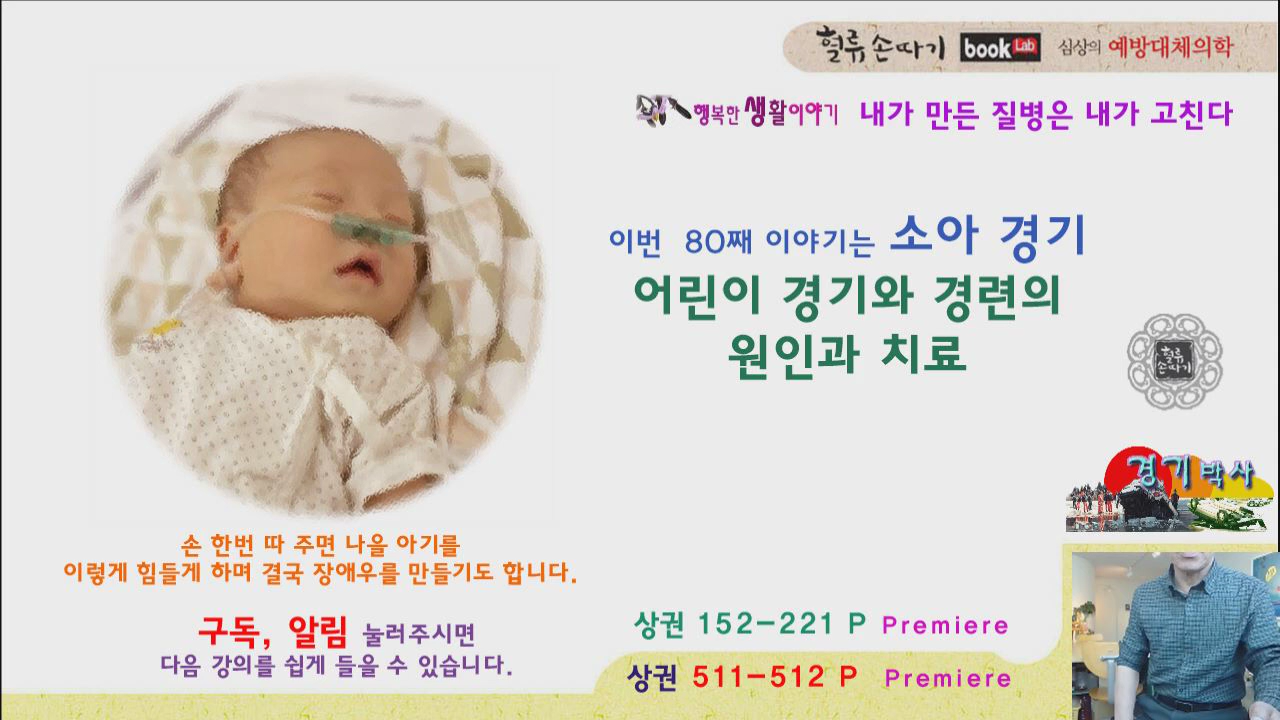 혈류 손따기 book Lab 심상의 예방대체의학
행복한 생활이야기 내가 만든 질병은 내가 고친다
이번 80째 이야기는 소아 경기
어린이 경기와 경련의
원인과 치료
혈류
손따기
경기박사
손 한번 따 주면 나을 아기를
이렇게 힘들게 하며 결국 장애우를 만들기도 합니다.
구독, 알림 눌러주시면
다음 강의를 쉽게 들을 수 있습니다.
상권 152-221 P Premiere
상권 511-512 P Premiere